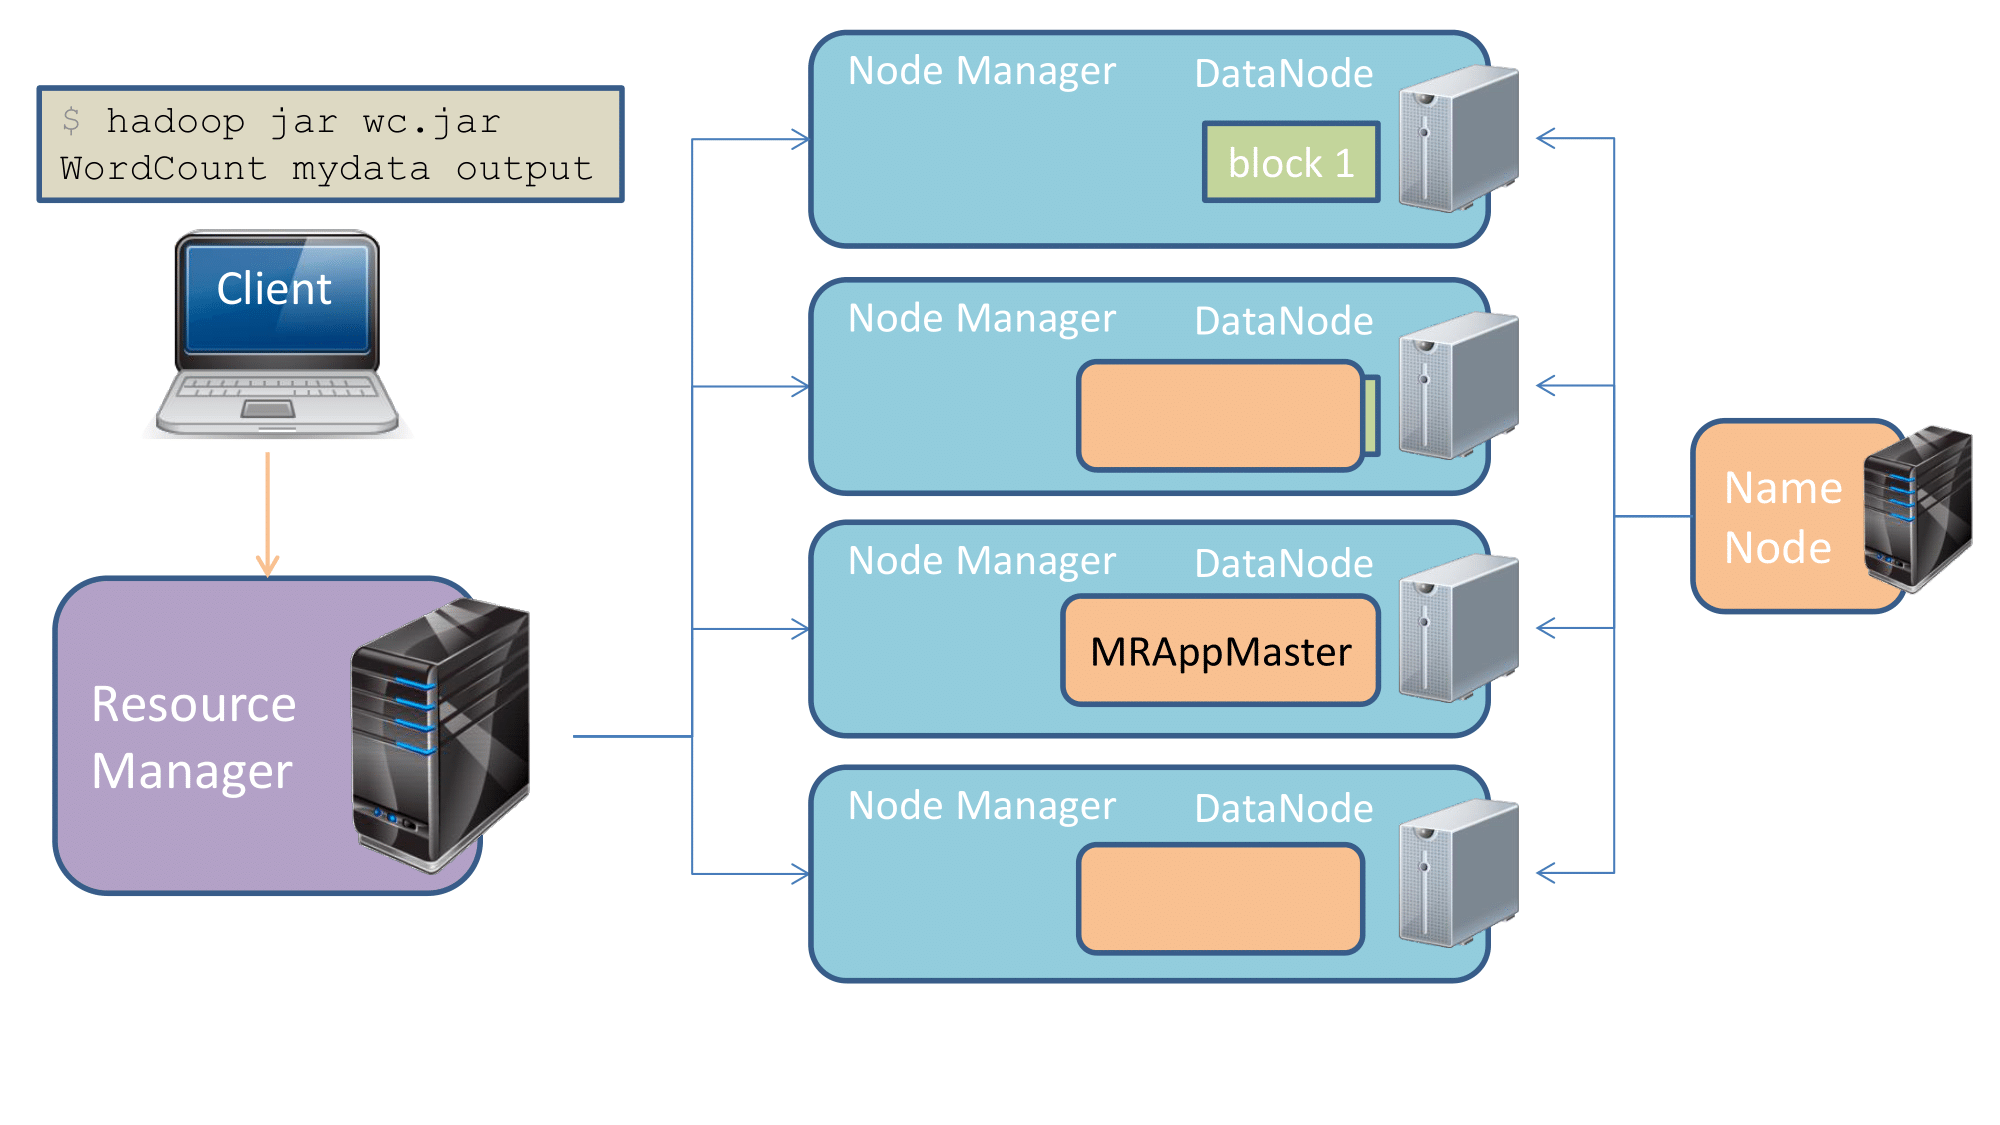 $ hadoop jar wc.jar
WordCount mydata output
Client
Resource
Manager
Node Manager
DataNode
block 1
Node Manager
DataNode
Node Manager
DataNode
MRAppMaster
Node Manager
DataNode
Name
Node